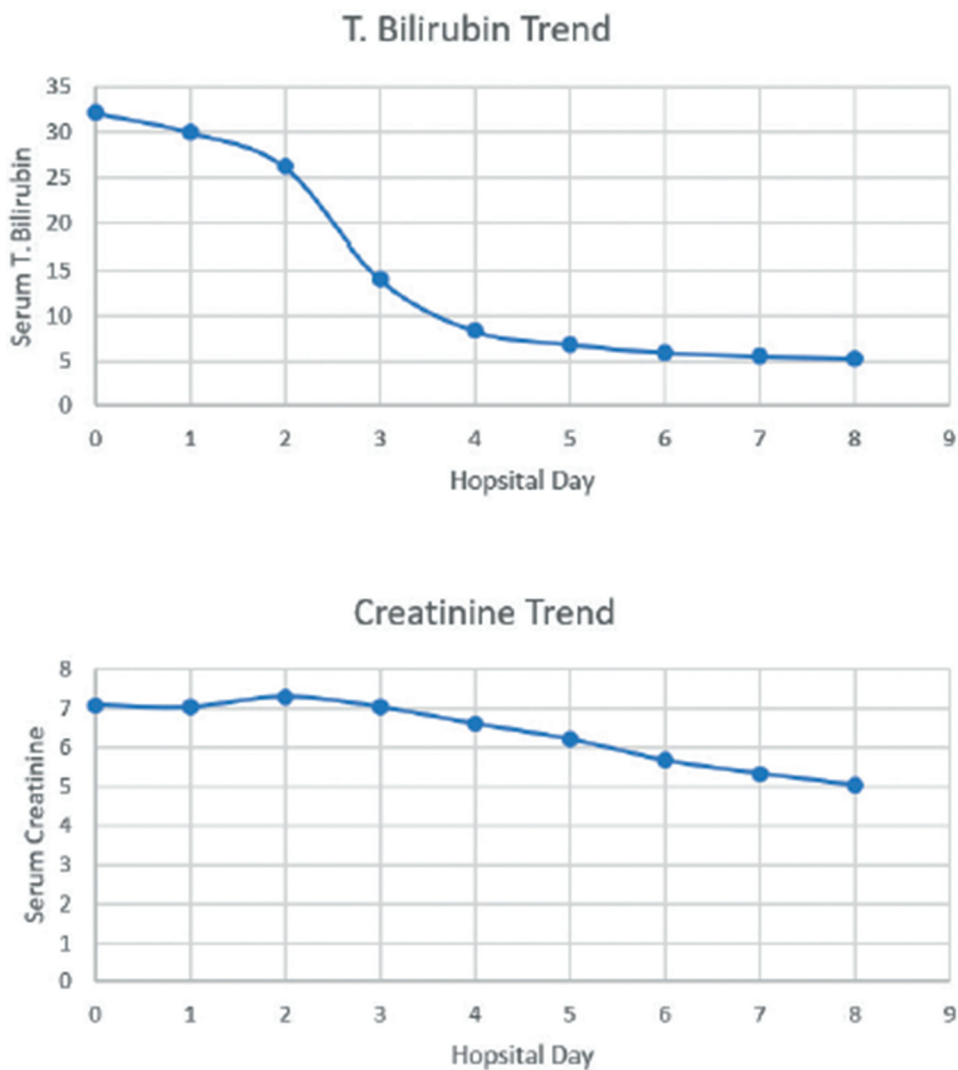 T. Bilirubin Trend
Serum T. Bilirubin
35
30
25
20
15
10
5
0
0 1 2 3 4 5 6 7 8 9
Hopsital Day
Creatinine Trend
Serum Creatinine
8
7
6
5
4
3
2
1
0
0 1 2 3 4 5 6 7 8 9
Hopsital Day